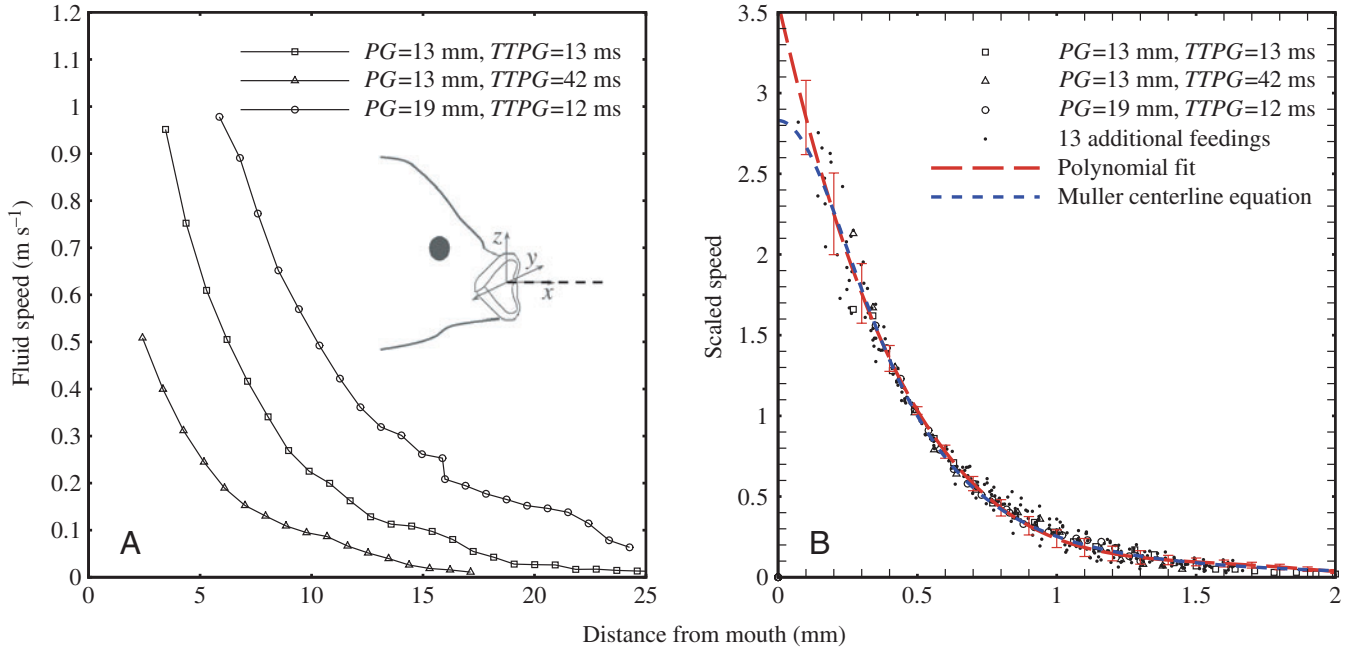 1.2
1.1
1
0.9
0.8
0.7
0.6
0.5
0.4
0.3
0.2
0.1
0
Fluid speed (m s⁻¹)
PG=13 mm, TTPG=13 ms
PG=13 mm, TTPG=42 ms
PG=19 mm, TTPG=12 ms
z
y
x
A
0 5 10 15 20 25
3.5
3
2.5
2
1.5
1
0.5
0
Scaled speed
PG=13 mm, TTPG=13 ms
PG=13 mm, TTPG=42 ms
PG=19 mm, TTPG=12 ms
13 additional feedings
Polynomial fit
Muller centerline equation
B
0 0.5 1 1.5 2
Distance from mouth (mm)